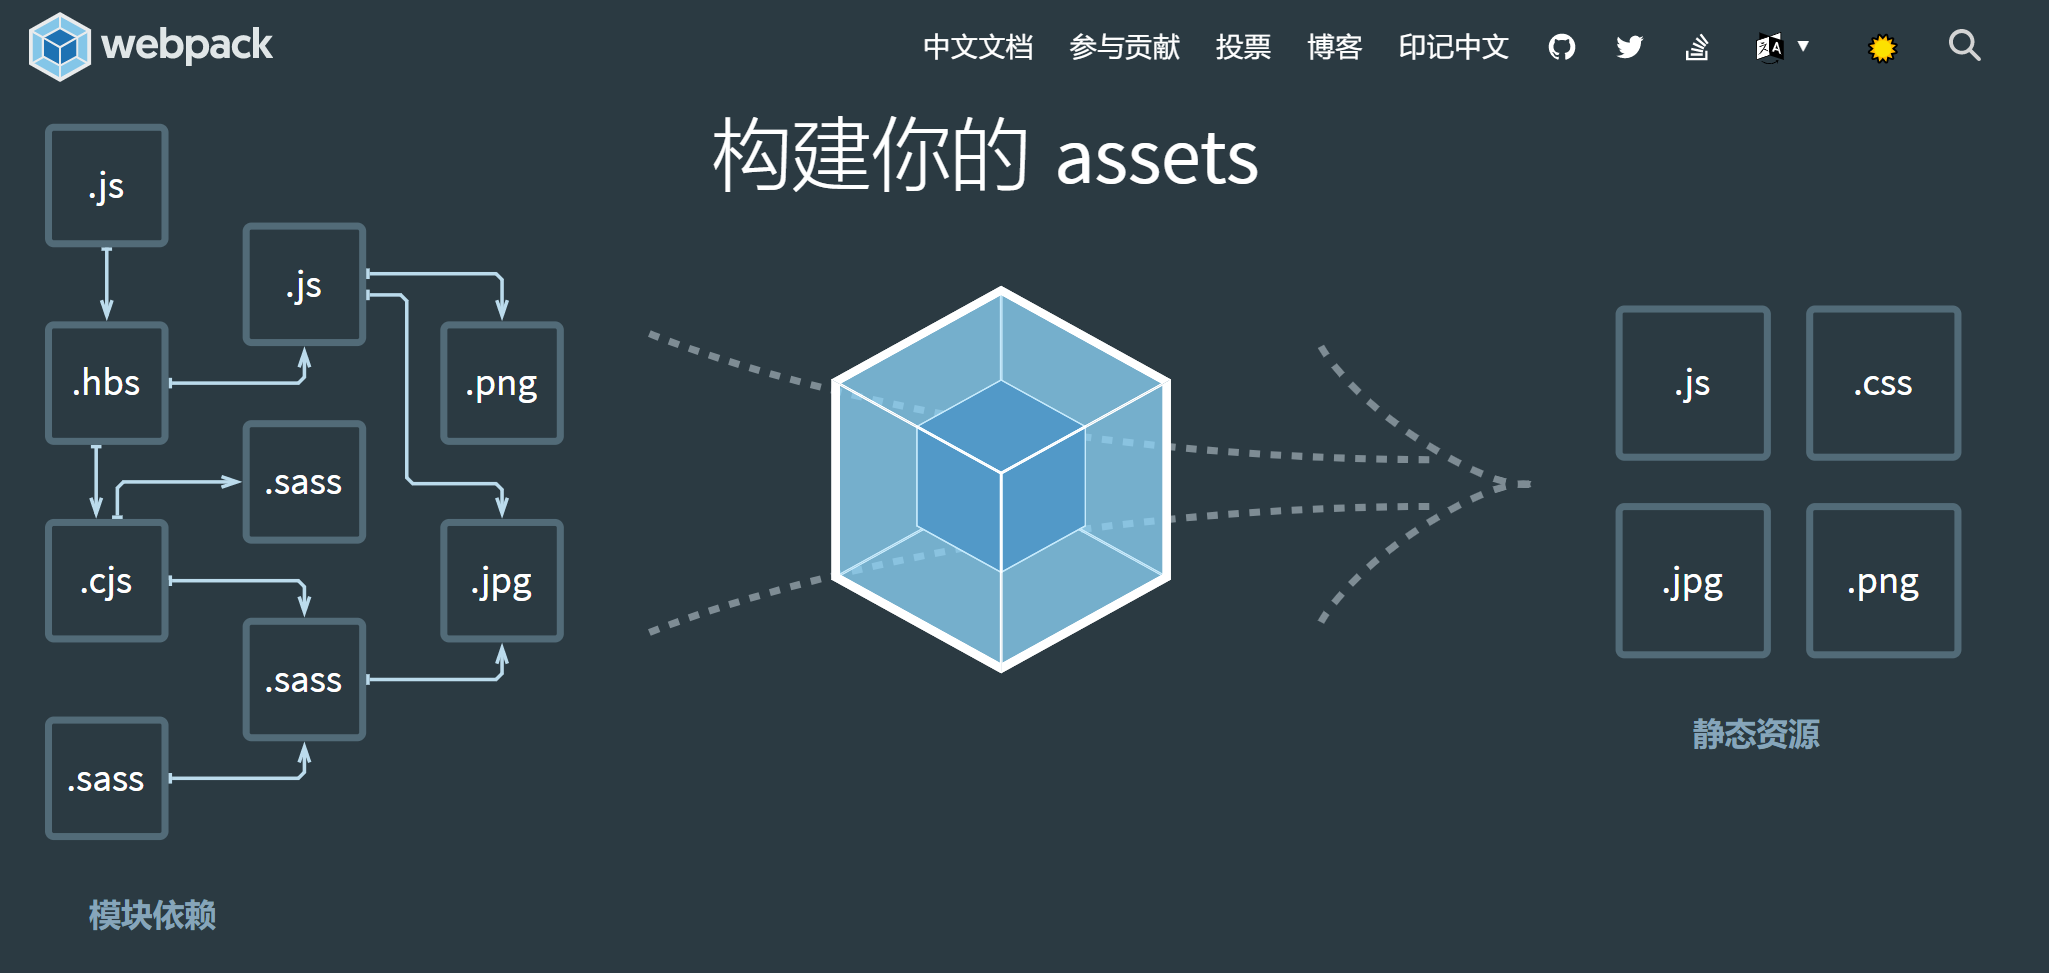 webpack
中文文档 参与贡献 投票 博客 印记中文
构建你的 assets
.js
.js
.hbs
.png
.sass
.cjs
.jpg
.sass
.sass
模块依赖
.js
.css
.jpg
.png
静态资源